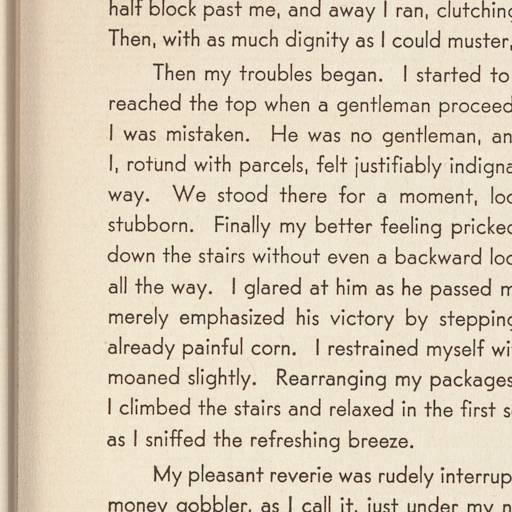 half block past me, and away I ran, clutching
Then, with as much dignity as I could muster,
Then my troubles began. I started to
reached the top when a gentleman proceed
I was mistaken. He was no gentleman, an
I, rotund with parcels, felt justifiably indigna
way. We stood there for a moment, loc
stubborn. Finally my better feeling pricked
down the stairs without even a backward loo
all the way. I glared at him as he passed m
merely emphasized his victory by stepping
already painful corn. I restrained myself wi
moaned slightly. Rearranging my packages
I climbed the stairs and relaxed in the first s
as I sniffed the refreshing breeze.
My pleasant reverie was rudely interrup
money gobbler, as I call it, just under my n